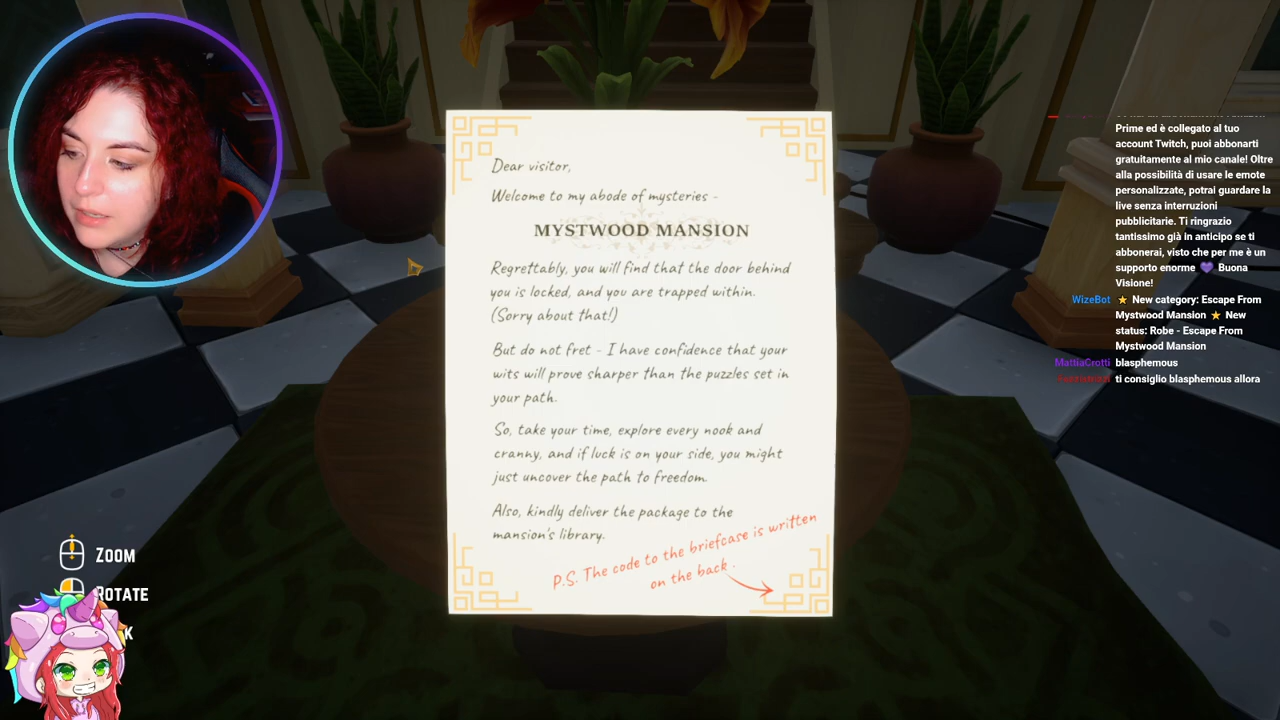 Dear visitor,
Welcome to my abode of mysteries -
MYSTWOOD MANSION
Regrettably, you will find that the door behind
you is locked, and you are trapped within.
(Sorry about that!)
But do not fret - I have confidence that your
wits will prove sharper than the puzzles set in
your path.
So, take your time, explore every nook and
cranny, and if luck is on your side, you might
just uncover the path to freedom.
Also, kindly deliver the package to the
mansion's library.
P.S. The code to the briefcase is written
on the back.
ZOOM
ROTATE
Prime ed è collegato al tuo
account Twitch, puoi abbonarti
gratuitamente al mio canale! Oltre
alla possibilità di usare le emote
personalizzate, potrai guardare la
live senza interruzioni
pubblicitarie. Ti ringrazio
tantissimo già in anticipo se ti
abbonerai, visto che per me è un
supporto enorme 💜 Buona
Visione!
WizeBot ⭐ New category: Escape From
Mystwood Mansion ⭐ New
status: Robe - Escape From
Mystwood Mansion
MattiaCrotti blasphemous
ti consiglio blasphemous allora